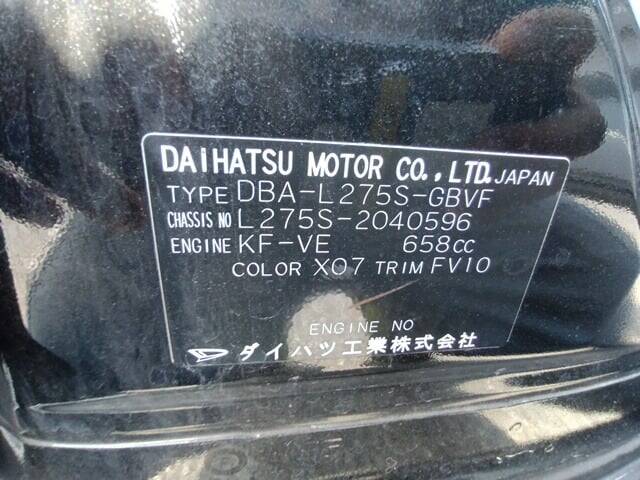 DAIHATSU MOTOR CO.,LTD. JAPAN
TYPE DBA-L275S-GBVF
CHASSIS NO L275S-2040596
ENGINE KF-VE 658CC
COLOR X07 TRIM FV10
ENGINE NO
ダイハツ工業株式会社